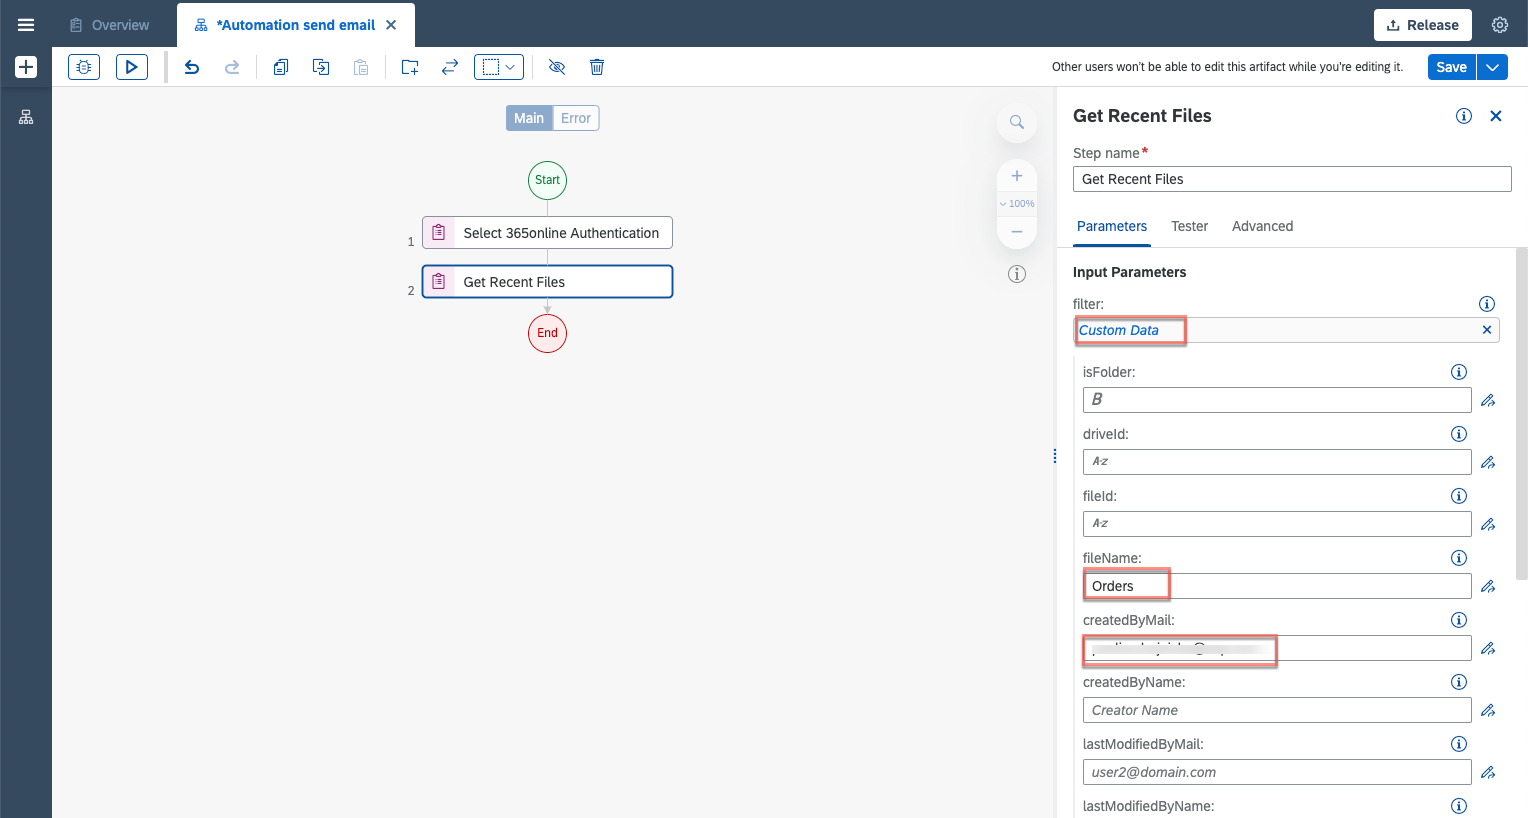 Overview
*Automation send email
Release
Other users won't be able to edit this artifact while you're editing it.
Save
Main
Error
Start
1
Select 365online Authentication
2
Get Recent Files
End
100%
Get Recent Files
Step name*
Get Recent Files
Parameters
Tester
Advanced
Input Parameters
filter:
Custom Data
isFolder:
B
driveId:
A-z
fileId:
A-z
fileName:
Orders
createdByMail:
createdByName:
Creator Name
lastModifiedByMail:
user2@domain.com
lastModifiedByName: